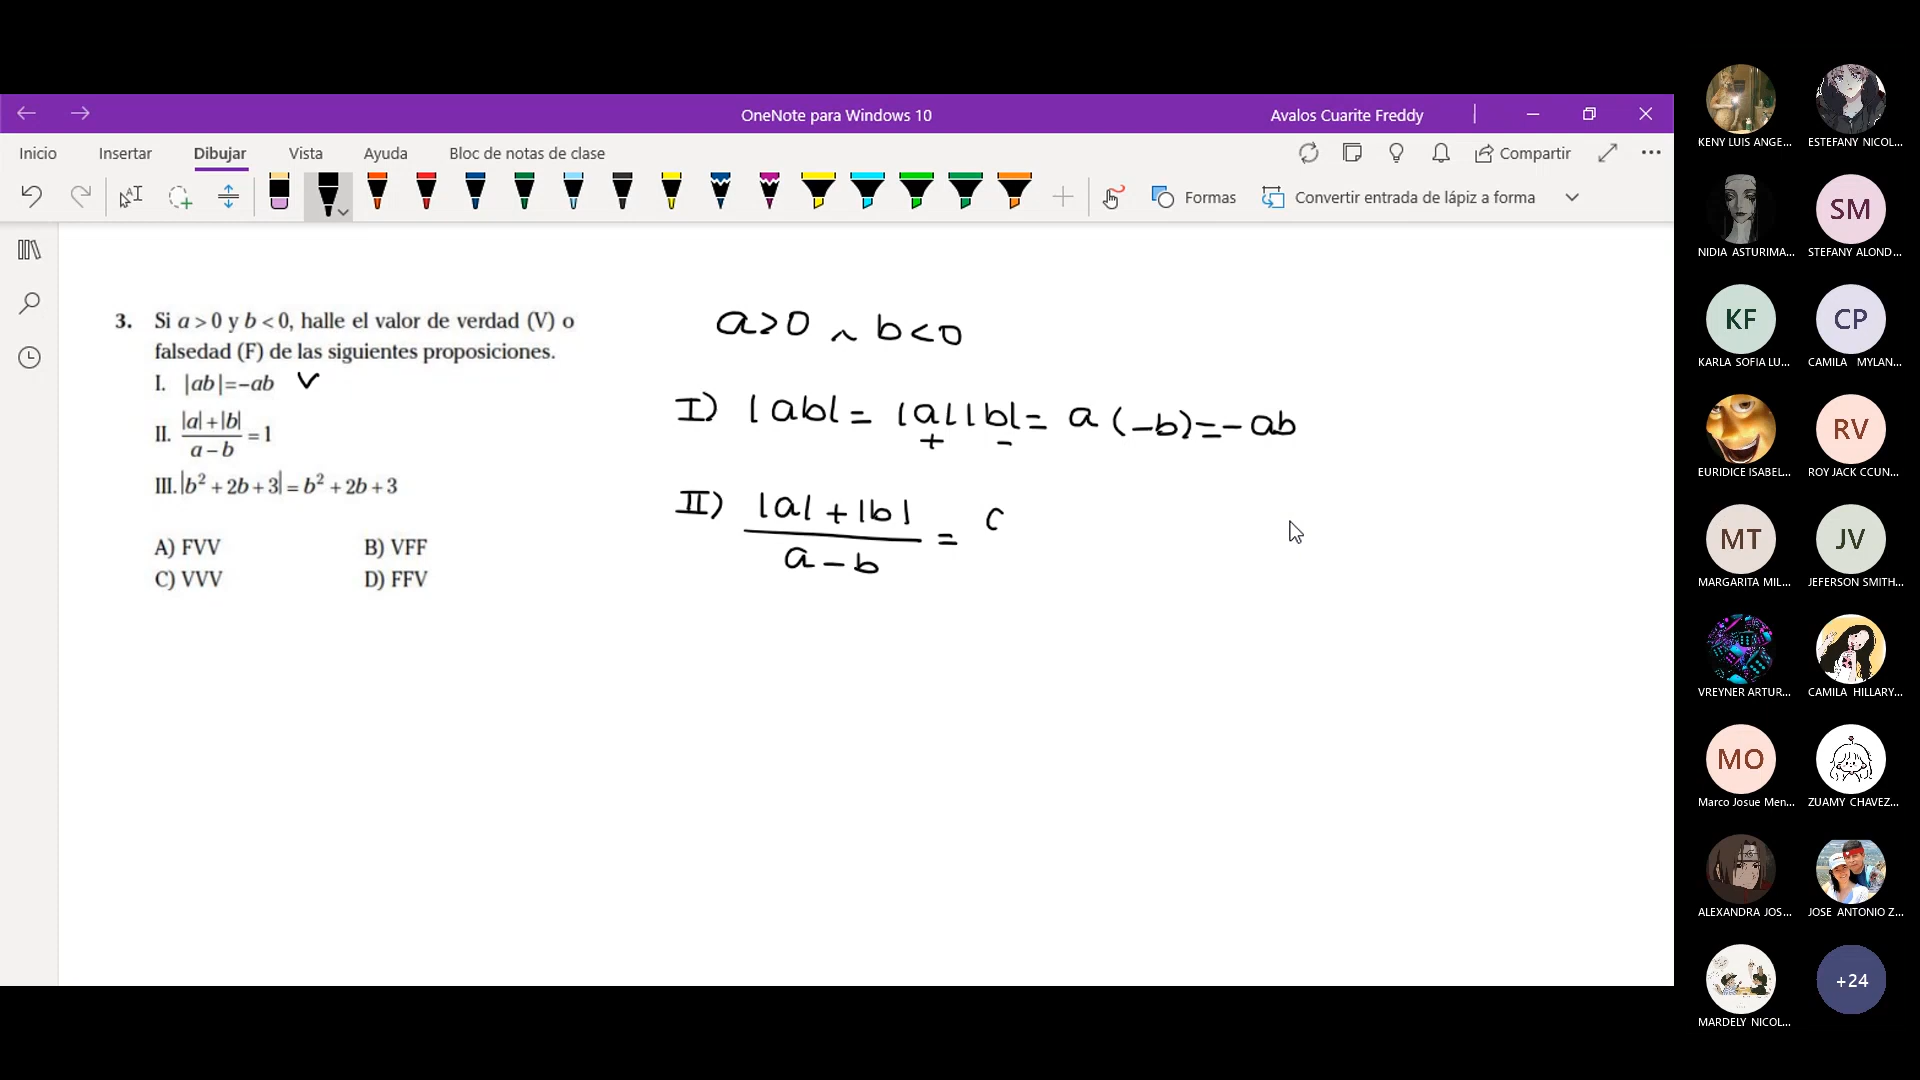 OneNote para Windows 10
Avalos Cuarite Freddy
Inicio Insertar Dibujar Vista Ayuda Bloc de notas de clase
Compartir
Formas Convertir entrada de lápiz a forma
3. Si a > 0 y b < 0, halle el valor de verdad (V) o
falsedad (F) de las siguientes proposiciones.
I. |ab|=-ab V
II. |a|+|b| / a-b = 1
III. |b² + 2b + 3| = b² + 2b + 3
A) FVV B) VFF
C) VVV D) FFV
a>0 ^ b<0
I) |ab| = |a||b| = a(-b) = -ab
+ -
II) |a|+|b| / a-b =
KENY LUIS ANGE... ESTEFANY NICOL...
SM
NIDIA ASTURIMA... STEFANY ALOND...
KF CP
KARLA SOFIA LU... CAMILA MYLAN...
RV
EURIDICE ISABEL... ROY JACK CCUN...
MT JV
MARGARITA MIL... JEFERSON SMITH...
VREYNER ARTUR... CAMILA HILLARY...
MO
Marco Josue Men... ZUAMY CHAVEZ...
ALEXANDRA JOS... JOSE ANTONIO Z...
+24
MARDELY NICOL...